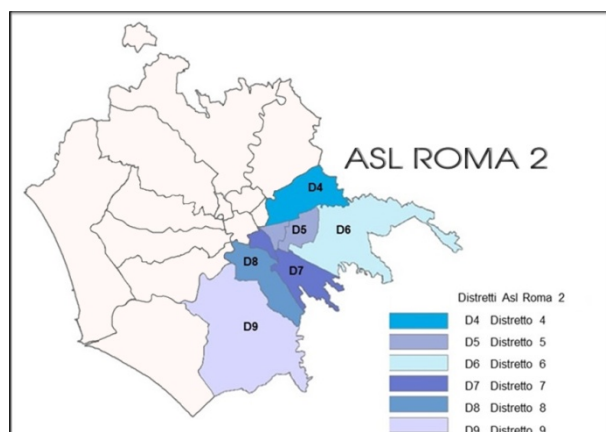 ASL ROMA 2
D4
D5
D6
D8
D7
D9
Distretti Asl Roma 2
D4 Distretto 4
D5 Distretto 5
D6 Distretto 6
D7 Distretto 7
D8 Distretto 8
D9 Distretto 9